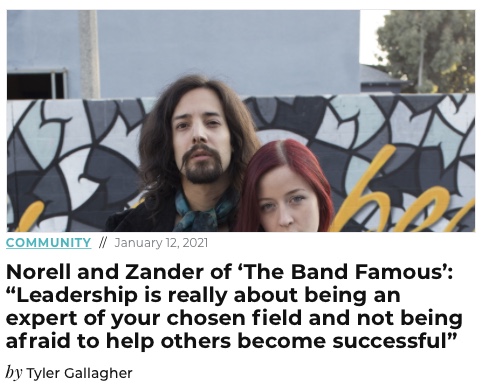 COMMUNITY // January 12, 2021
Norell and Zander of ‘The Band Famous’:
“Leadership is really about being an
expert of your chosen field and not being
afraid to help others become successful”
by Tyler Gallagher